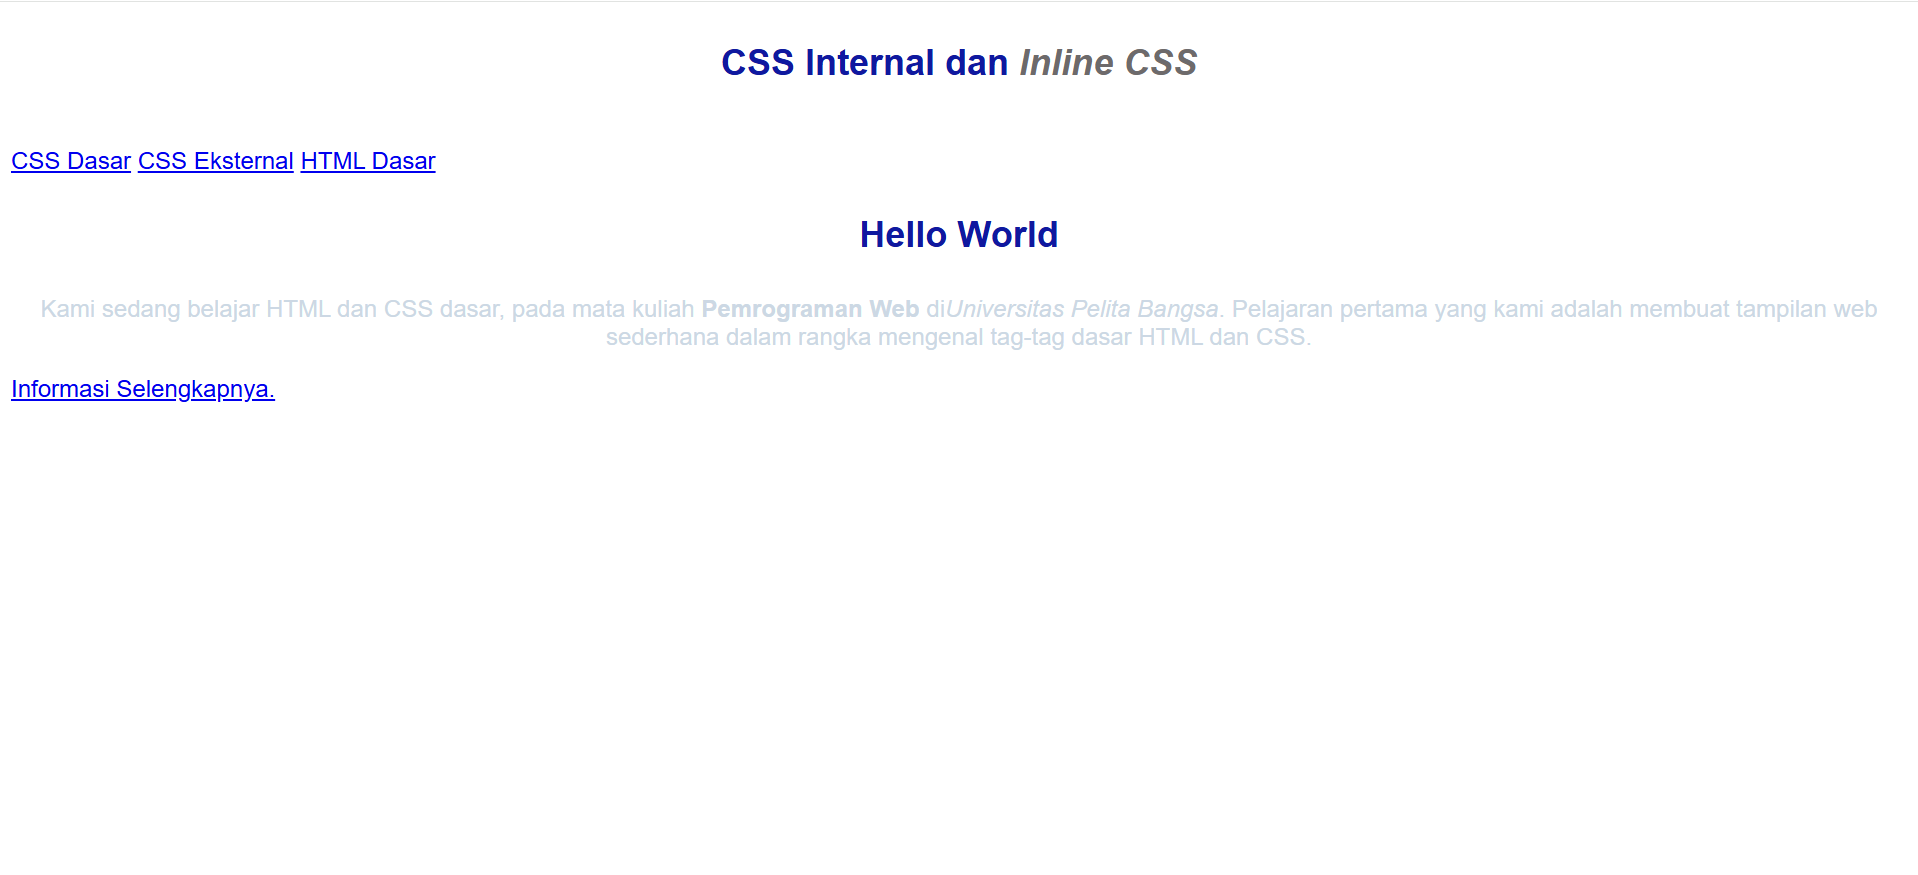 CSS Internal dan Inline CSS
CSS Dasar CSS Eksternal HTML Dasar
Hello World
Kami sedang belajar HTML dan CSS dasar, pada mata kuliah Pemrograman Web diUniversitas Pelita Bangsa. Pelajaran pertama yang kami adalah membuat tampilan web
sederhana dalam rangka mengenal tag-tag dasar HTML dan CSS.
Informasi Selengkapnya.